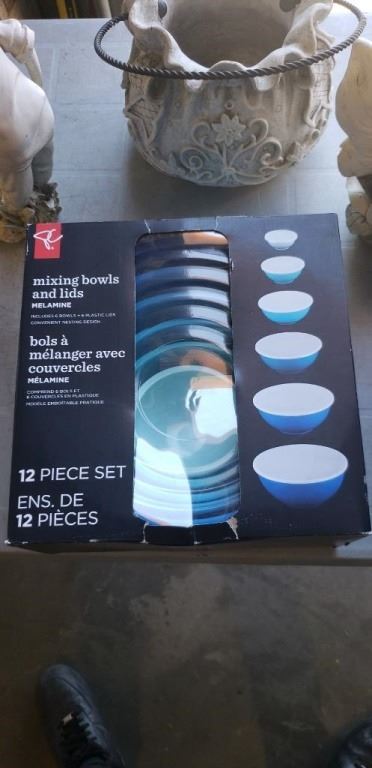 PC
mixing bowls
and lids
MELAMINE
INCLUDES 6 BOWLS + 6 PLASTIC LIDS
CONVENIENT NESTING DESIGN
bols à
mélanger avec
couvercles
MÉLAMINE
COMPREND 6 BOLS ET
6 COUVERCLES EN PLASTIQUE
MODÈLE EMBOÎTABLE PRATIQUE
12 PIECE SET
ENS. DE
12 PIÈCES